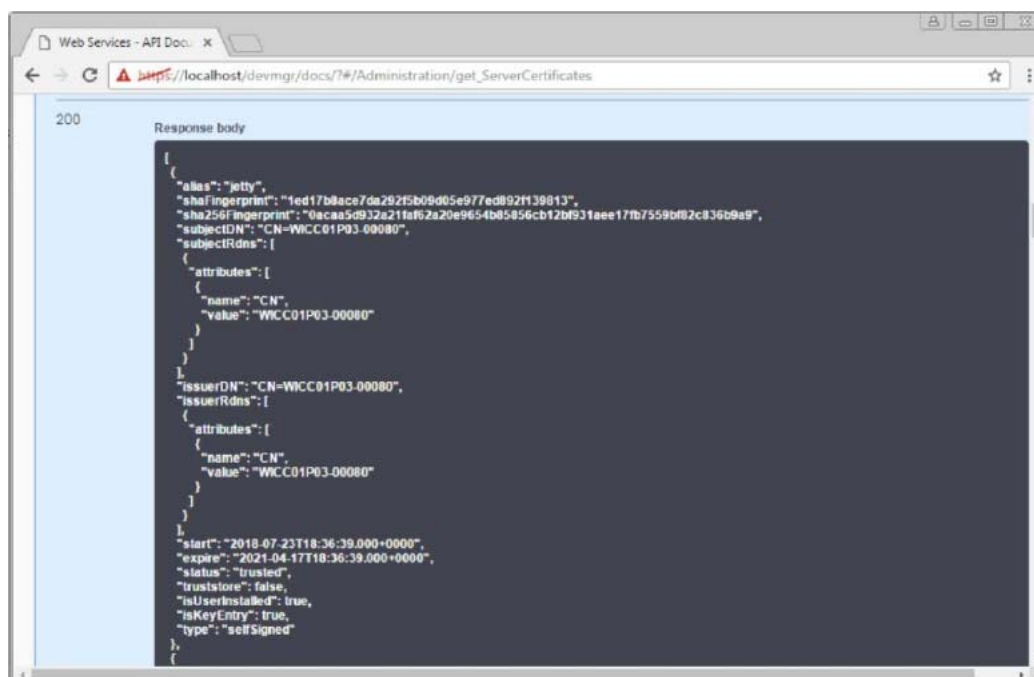 Web Services - API Doc
https://localhost/devmgr/docs/?#/Administration/get_ServerCertificates
200
Response body
[
{
"alias": "jetty",
"shaFingerprint": "1ed17b8ace7da292f5b09d05e977ed892f139813",
"sha256Fingerprint": "0acaa5d932a21faf62a20e9654b85856cb12bf931aee17fb7559bf82c836b9a9",
"subjectDN": "CN=WICC01P03-00080",
"subjectRdns": [
{
"attributes": [
{
"name": "CN",
"value": "WICC01P03-00080"
}
]
}
],
"issuerDN": "CN=WICC01P03-00080",
"issuerRdns": [
{
"attributes": [
{
"name": "CN",
"value": "WICC01P03-00080"
}
]
}
],
"start": "2018-07-23T18:36:39.000+0000",
"expire": "2021-04-17T18:36:39.000+0000",
"status": "trusted",
"truststore": false,
"isUserInstalled": true,
"isKeyEntry": true,
"type": "selfSigned"
},
{